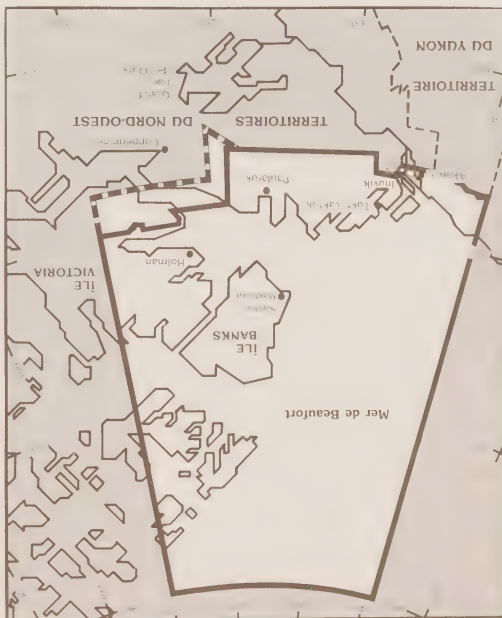 Mer de Beaufort
ÎLE
BANKS
ÎLE
VICTORIA
Holman
Paulatuk
Inuvik
Coppermine
TERRITOIRE
DU YUKON
TERRITOIRES DU NORD-OUEST